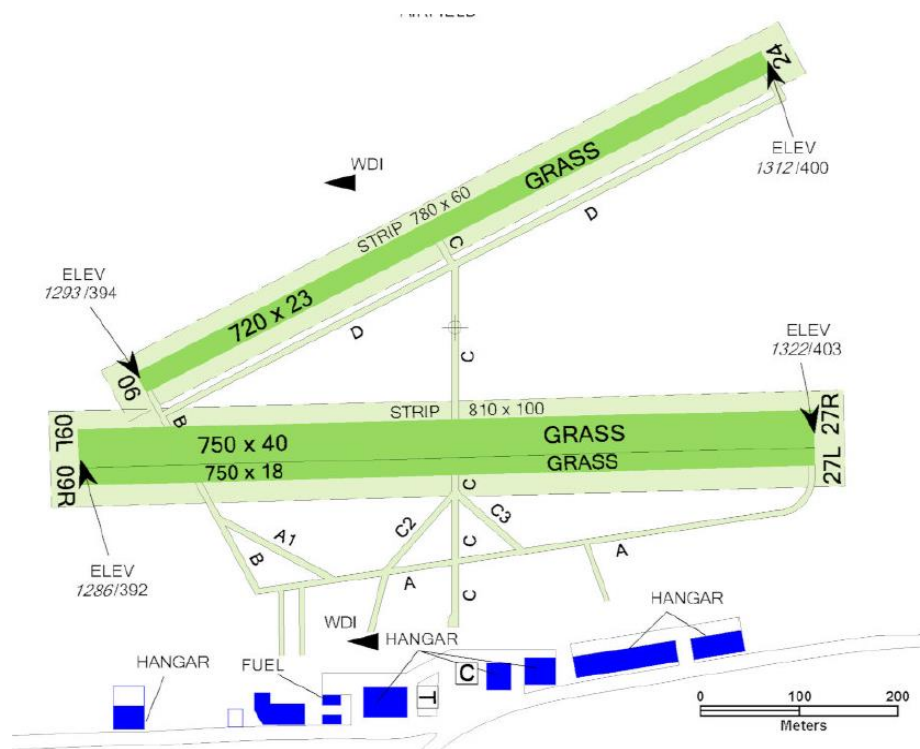 AIRFIELD
24
ELEV
1312/400
WDI
GRASS
STRIP 780 x 60
D
C
ELEV
1293/394
720 x 23
D
ELEV
1322/403
06
C
B
STRIP 810 x 100
09L
27R
750 x 40
GRASS
750 x 18
GRASS
09R
27L
C
A1
C2
C3
C
B
A
A
C
ELEV
1286/392
WDI
HANGAR
HANGAR
HANGAR
FUEL
C
T
0 100 200
Meters